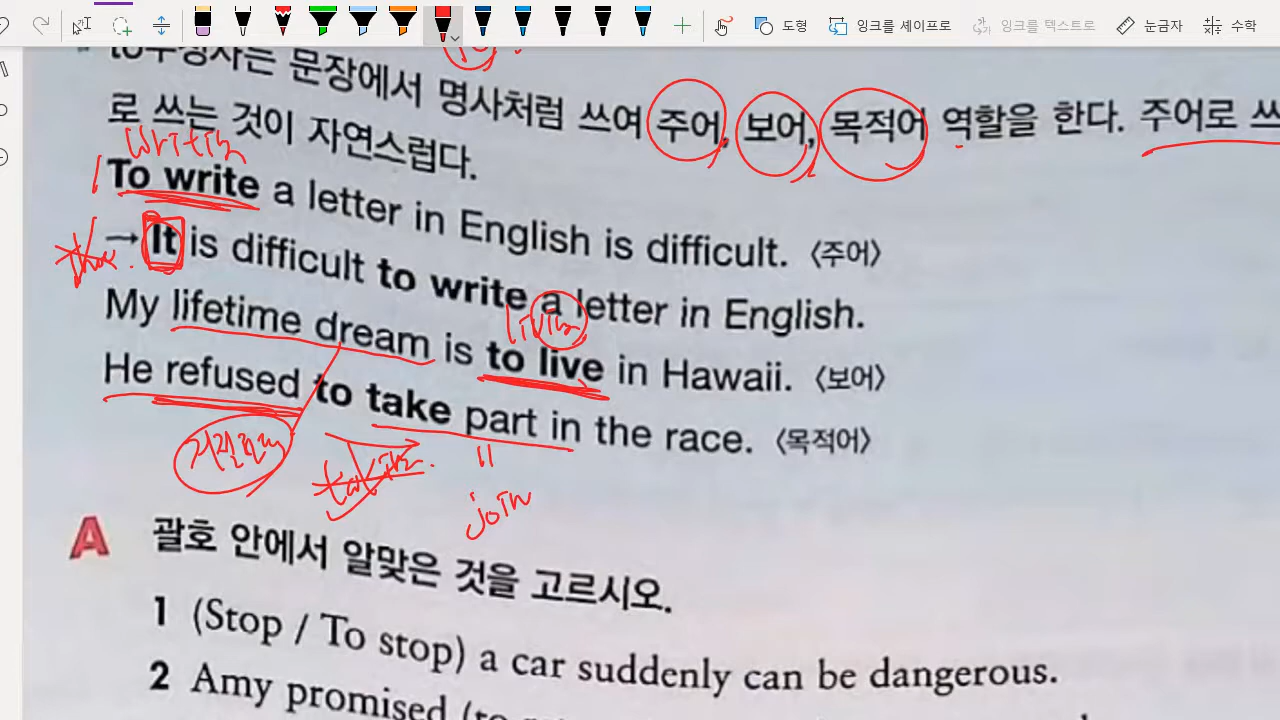 도형 잉크를 셰이프로 잉크를 텍스트로 눈금자 수학
to부정사는 문장에서 명사처럼 쓰여 주어, 보어, 목적어 역할을 한다. 주어로 쓰
로 쓰는 것이 자연스럽다.
To write a letter in English is difficult. 〈주어〉
→ It is difficult to write a letter in English.
My lifetime dream is to live in Hawaii. 〈보어〉
He refused to take part in the race. 〈목적어〉
join
A 괄호 안에서 알맞은 것을 고르시오.
1 (Stop / To stop) a car suddenly can be dangerous.
2 Amy promised (to